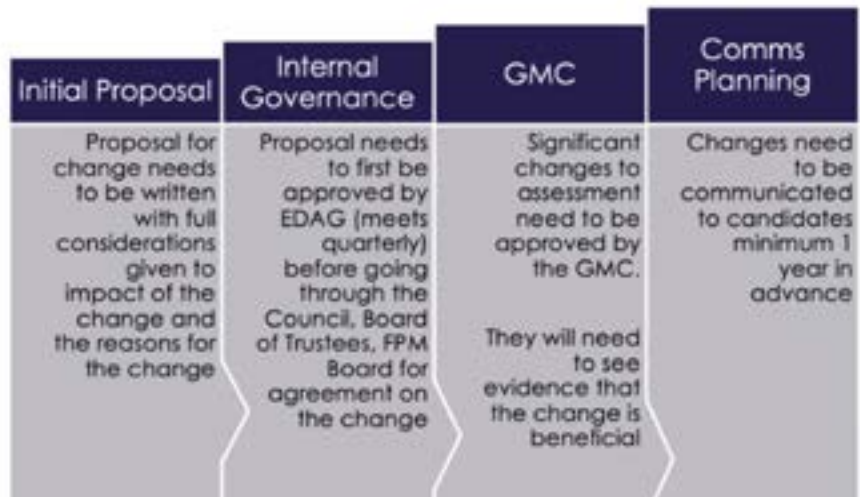 Initial Proposal
Proposal for
change needs
to be written
with full
considerations
given to
impact of the
change and
the reasons for
the change
Internal
Governance
Proposal needs
to first be
approved by
EDAG (meets
quarterly)
before going
through the
Council, Board
of Trustees, FPM
Board for
agreement on
the change
GMC
Significant
changes to
assessment
need to be
approved by
the GMC.
They will need
to see
evidence that
the change is
beneficial
Comms
Planning
Changes need
to be
communicated
to candidates
minimum 1
year in
advance